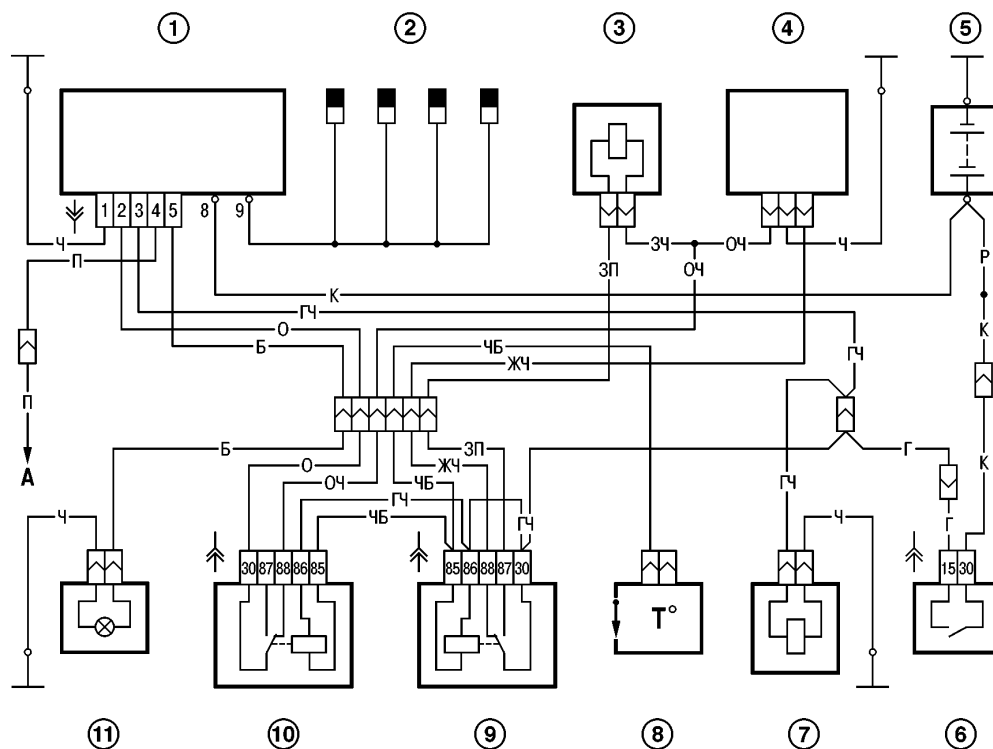 1 2 3 4 5
1 2 3 4 5 8 9
Ч ЗЧ ОЧ Ч
П ЗП ОЧ Р
К
ГЧ
О К
Б ЧБ ГЧ
ЖЧ
П
Б ЗП Г
А О ЖЧ К
ОЧ ЧБ ГЧ
ГЧ
Ч ЧБ ГЧ Ч Г
30 87 88 86 85 85 86 88 87 30 15 30
T°
11 10 9 8 7 6